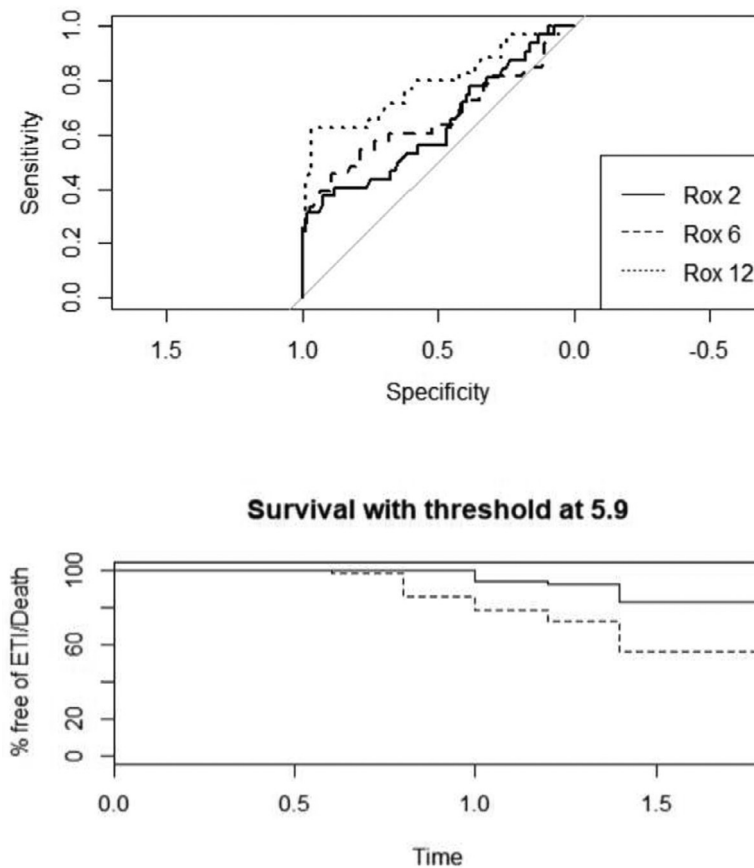 1.0
0.8
0.6
0.4
0.2
0.0
Sensitivity
Rox 2
Rox 6
Rox 12
1.5 1.0 0.5 0.0 -0.5
Specificity
Survival with threshold at 5.9
100
60
20
0
% free of ETI/Death
0.0 0.5 1.0 1.5
Time